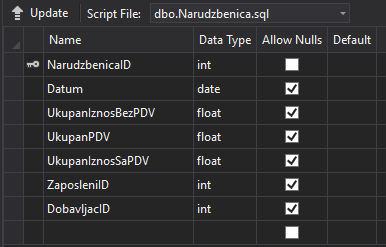 Update Script File: dbo.Narudzbenica.sql
Name Data Type Allow Nulls Default
NarudzbenicaID int
Datum date
UkupanIznosBezPDV float
UkupanPDV float
UkupanIznosSaPDV float
ZaposleniID int
DobavljacID int